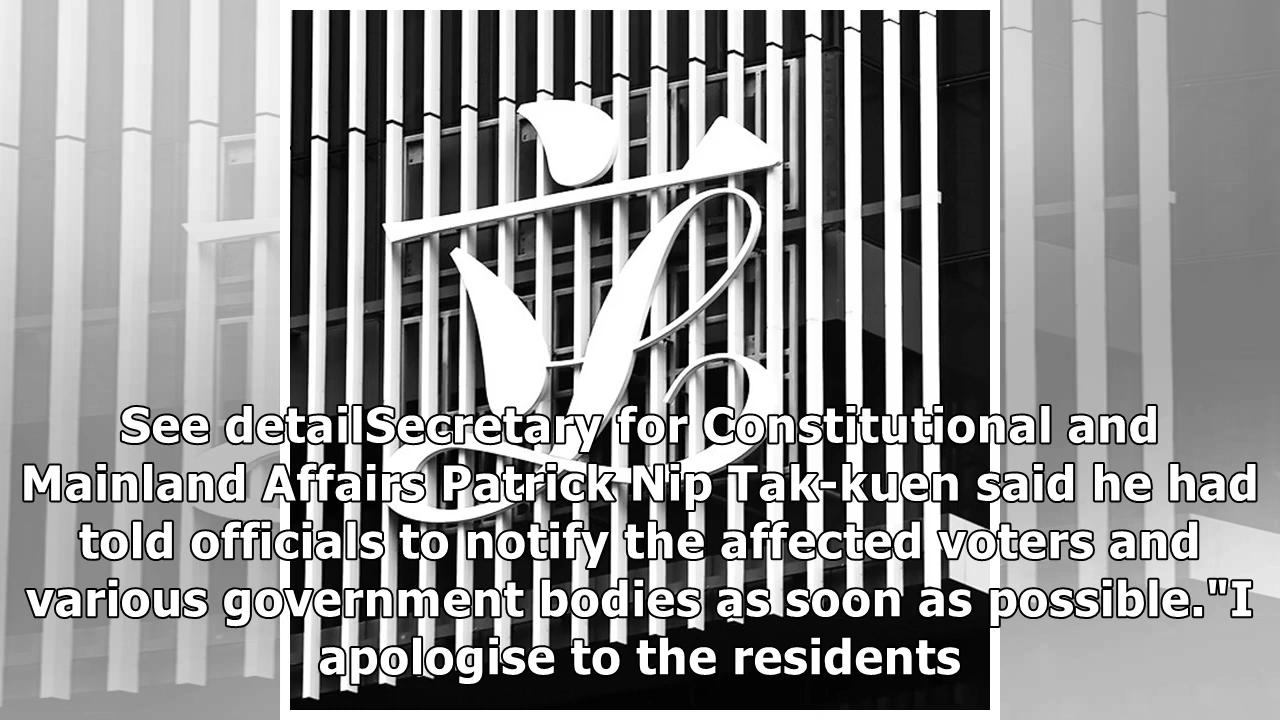 See detailSecretary for Constitutional and
Mainland Affairs Patrick Nip Tak-kuen said he had
told officials to notify the affected voters and
various government bodies as soon as possible."I
apologise to the residents